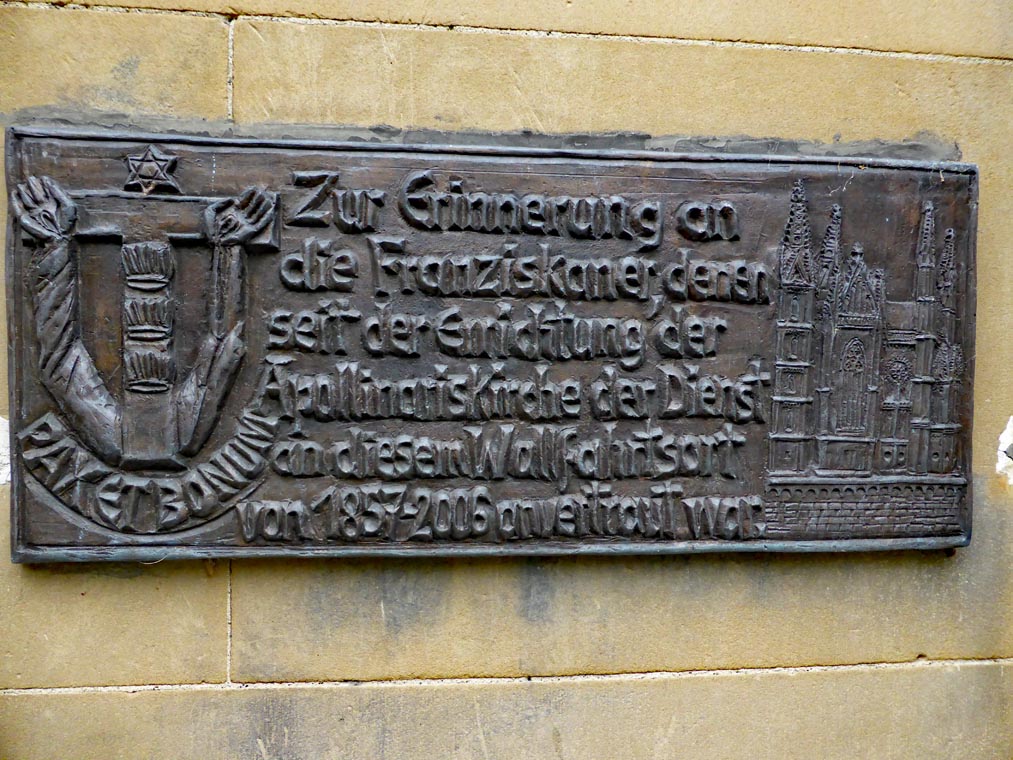 Zur Erinnerung an
die Franziskaner, deren
seit der Errichtung der
Apollinariskirche der Dienst
an diesem Wallfahrtsort
von 1857-2006 anvertraut war.
PAX ET BONUM